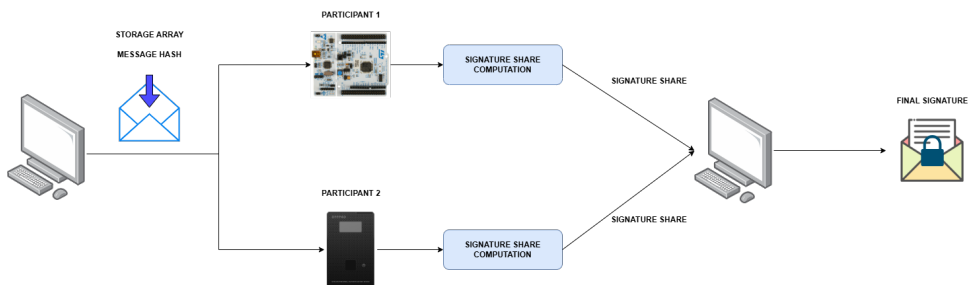 PARTICIPANT 1
STORAGE ARRAY
MESSAGE HASH
SIGNATURE SHARE
COMPUTATION
SIGNATURE SHARE
FINAL SIGNATURE
PARTICIPANT 2
SIGNATURE SHARE
SIGNATURE SHARE
COMPUTATION